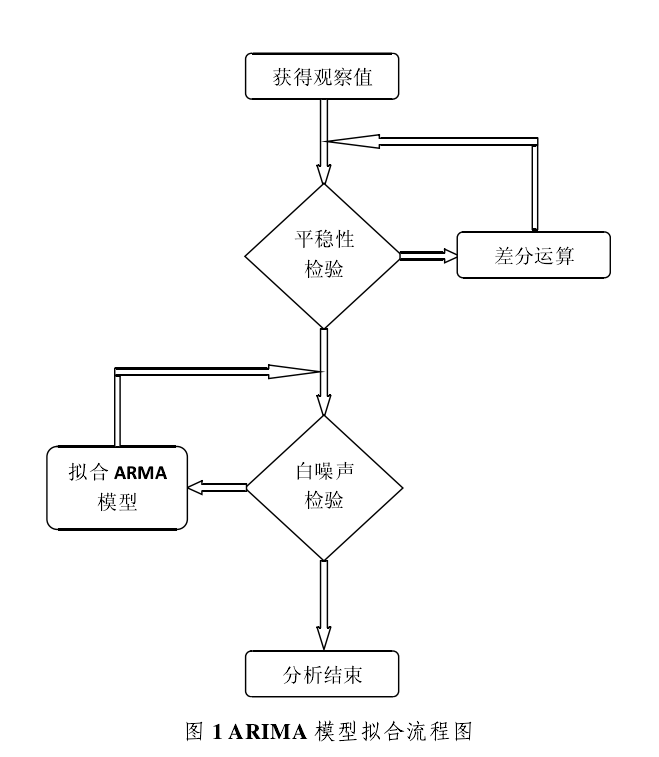 获得观察值
平稳性
检验
差分运算
拟合 ARMA
模型
白噪声
检验
分析结束
图 1 ARIMA 模型拟合流程图